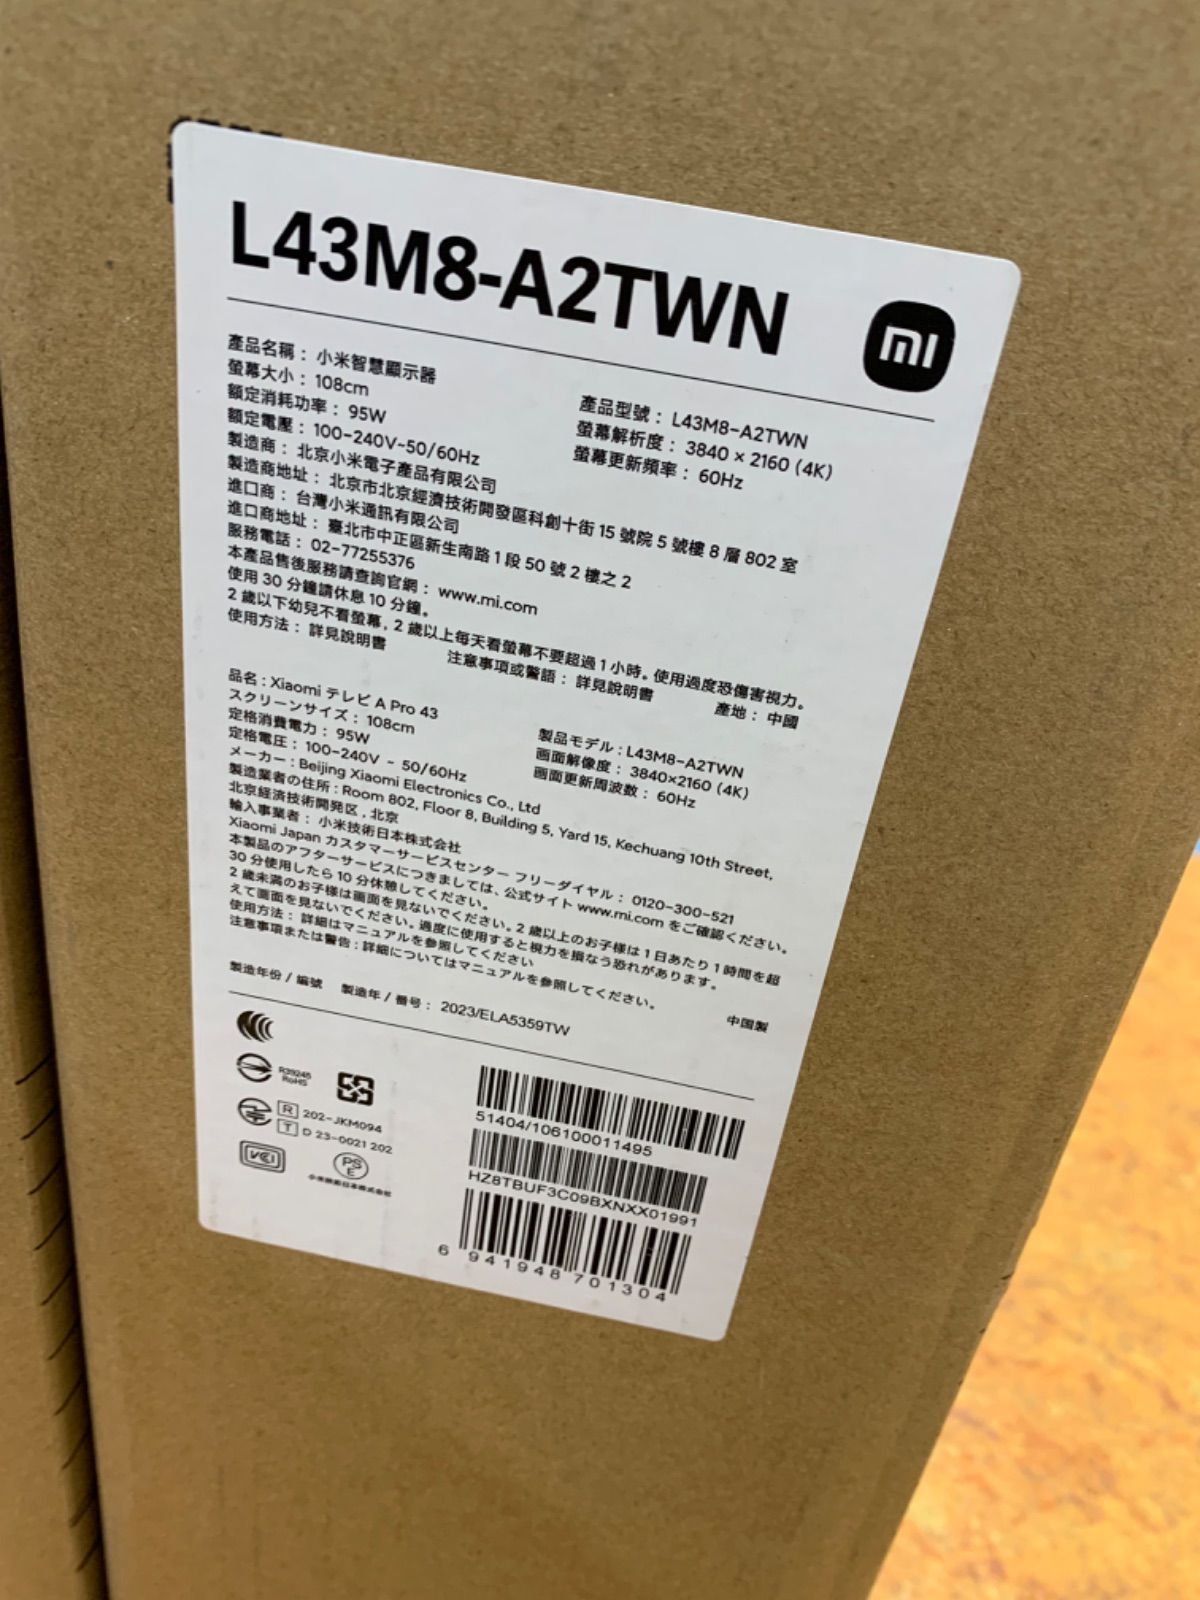 L43M8-A2TWN
mi
產品名稱：小米智慧顯示器
產品型號：L43M8-A2TWN
螢幕大小：108cm
螢幕解析度：3840 × 2160 (4K)
額定消耗功率：95W
螢幕更新頻率：60Hz
額定電壓：100-240V~50/60Hz
製造商：北京小米電子產品有限公司
製造商地址：北京市北京經濟技術開發區科創十街 15 號院 5 號樓 8 層 802 室
進口商：台灣小米通訊有限公司
進口商地址：臺北市中正區新生南路 1 段 50 號 2 樓之 2
服務電話：02-77255376
本產品售後服務請查詢官網：www.mi.com
使用 30 分鐘請休息 10 分鐘。
2 歲以下幼兒不看螢幕，2 歲以上每天看螢幕不要超過 1 小時。使用過度恐傷害視力。
使用方法：詳見說明書 注意事項或警語：詳見說明書 產地：中國
品名：Xiaomi テレビ A Pro 43
製品モデル：L43M8-A2TWN
スクリーンサイズ：108cm
画面解像度：3840×2160 (4K)
定格消費電力：95W
画面更新周波数：60Hz
定格電圧：100-240V ~ 50/60Hz
メーカー：Beijing Xiaomi Electronics Co., Ltd
製造業者の住所：Room 802, Floor 8, Building 5, Yard 15, Kechuang 10th Street,
北京経済技術開発区，北京
輸入事業者：小米技術日本株式会社
Xiaomi Japan カスタマーサービスセンター フリーダイヤル：0120-300-521
本製品のアフターサービスにつきましては、公式サイト www.mi.com をご確認ください。
30 分使用したら 10 分休憩してください。
2 歳未満のお子様は画面を見ないでください。2 歳以上のお子様は 1 日あたり 1 時間を超
えて画面を見ないでください。過度に使用すると視力を損なう恐れがあります。
使用方法：詳細はマニュアルを参照してください
注意事項または警告：詳細についてはマニュアルを参照してください。 中国製
製造年份 / 編號 製造年 / 番号：2023/ELA5359TW
R39245
RoHS
R 202-JKM094
T D 23-0021 202
VCCI
PSE
小米技術日本株式会社
51404/106100011495
HZ8TBUF3C09BXNXX01991
6 941948 701304